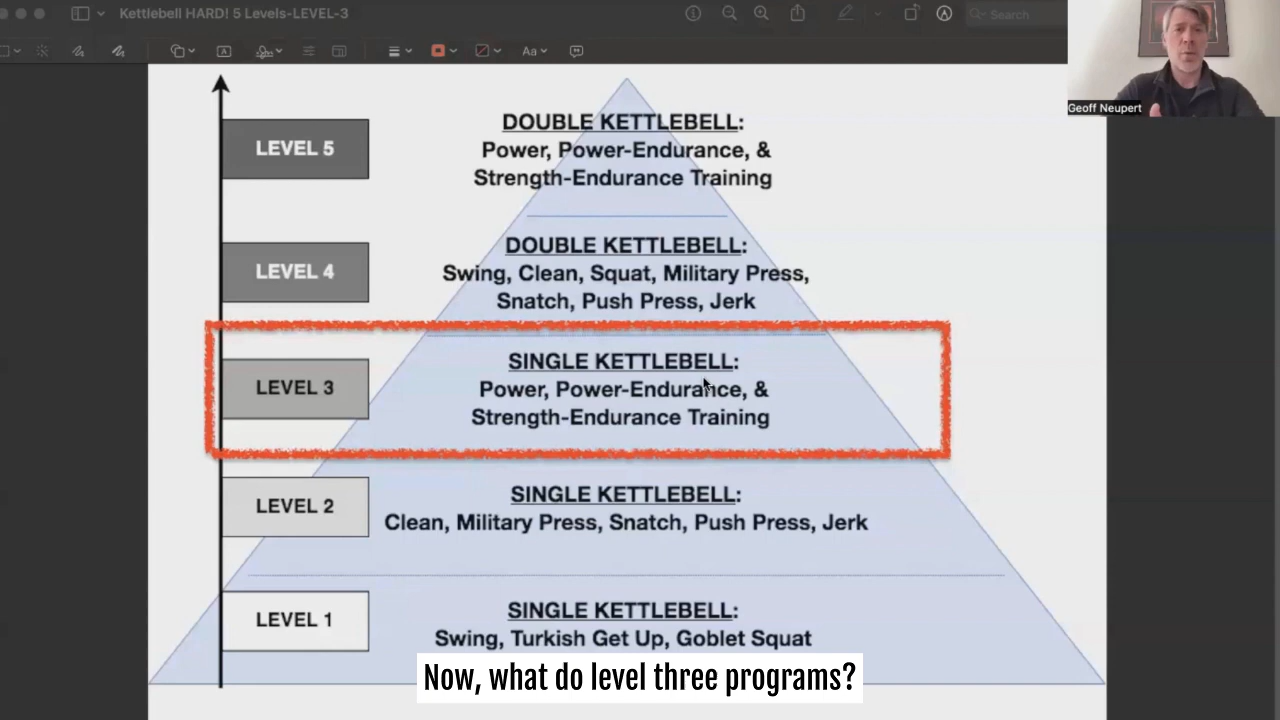 Kettlebell HARD! 5 Levels-LEVEL-3
Search
Aa
Geoff Neupert
LEVEL 5
DOUBLE KETTLEBELL:
Power, Power-Endurance, &
Strength-Endurance Training
LEVEL 4
DOUBLE KETTLEBELL:
Swing, Clean, Squat, Military Press,
Snatch, Push Press, Jerk
LEVEL 3
SINGLE KETTLEBELL:
Power, Power-Endurance, &
Strength-Endurance Training
LEVEL 2
SINGLE KETTLEBELL:
Clean, Military Press, Snatch, Push Press, Jerk
LEVEL 1
SINGLE KETTLEBELL:
Swing, Turkish Get Up, Goblet Squat
Now, what do level three programs?